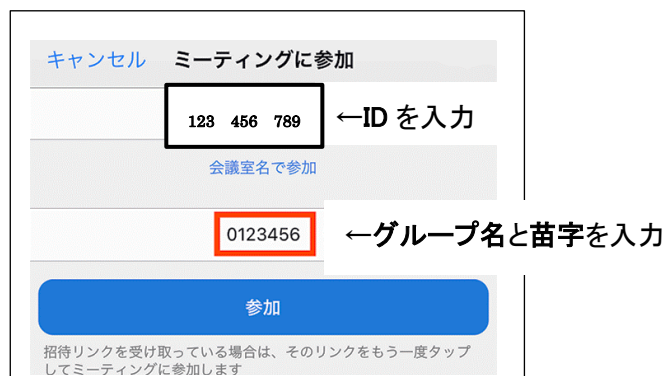 キャンセル ミーティングに参加
123 456 789 ←IDを入力
会議室名で参加
0123456 ←グループ名と苗字を入力
参加
招待リンクを受け取っている場合は、そのリンクをもう一度タップ
してミーティングに参加します